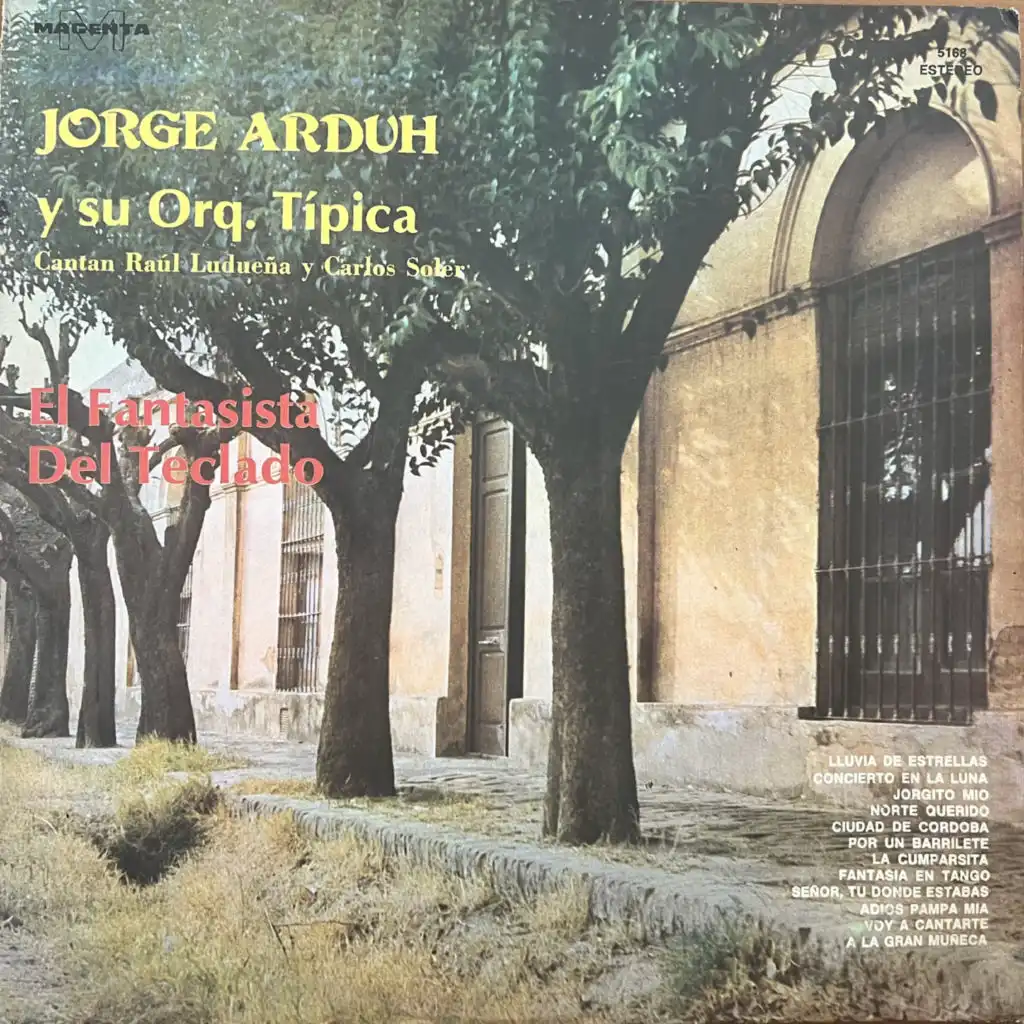 MAGENTA
5168
ESTEREO
JORGE ARDUH
y su Orq. Típica
Cantan Raúl Ludueña y Carlos Soler
El Fantasista
Del Teclado
LLUVIA DE ESTRELLAS
CONCIERTO EN LA LUNA
JORGITO MIO
NORTE QUERIDO
CIUDAD DE CORDOBA
POR UN BARRILETE
LA CUMPARSITA
FANTASIA EN TANGO
SEÑOR, TU DONDE ESTABAS
ADIOS PAMPA MIA
VOY A CANTARTE
A LA GRAN MUÑECA